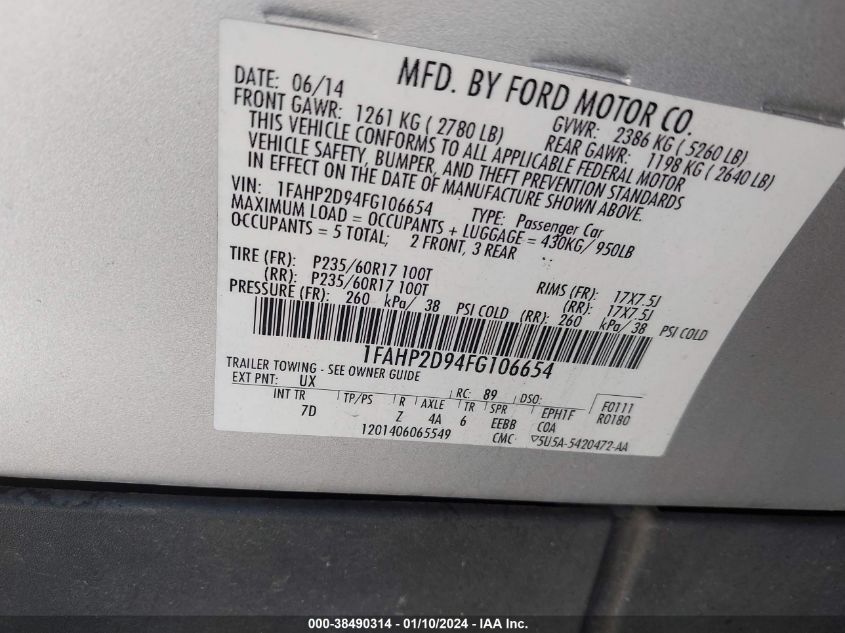 MFD. BY FORD MOTOR CO.
DATE: 06/14 GVWR: 2386 KG ( 5260 LB)
FRONT GAWR: 1261 KG ( 2780 LB) REAR GAWR: 1198 KG ( 2640 LB)
THIS VEHICLE CONFORMS TO ALL APPLICABLE FEDERAL MOTOR
VEHICLE SAFETY, BUMPER, AND THEFT PREVENTION STANDARDS
IN EFFECT ON THE DATE OF MANUFACTURE SHOWN ABOVE.
VIN: 1FAHP2D94FG106654 TYPE: Passenger Car
MAXIMUM LOAD = OCCUPANTS + LUGGAGE = 430KG/ 950LB
OCCUPANTS = 5 TOTAL; 2 FRONT, 3 REAR
TIRE (FR): P235/60R17 100T RIMS (FR): 17X7.5J
(RR): P235/60R17 100T (RR): 17X7.5J
PRESSURE (FR): 260 kPa/ 38 PSI COLD (RR): 260 kPa/ 38 PSI COLD
1FAHP2D94FG106654
TRAILER TOWING - SEE OWNER GUIDE
EXT PNT: UX RC: 89 DSO: F0111
INT TR TP/PS R AXLE TR SPR EPH1F R0180
7D Z 4A 6 EEBB COA
1201406065549 CMC 5U5A-5420472-AA
000-38490314 - 01/10/2024 - IAA Inc.